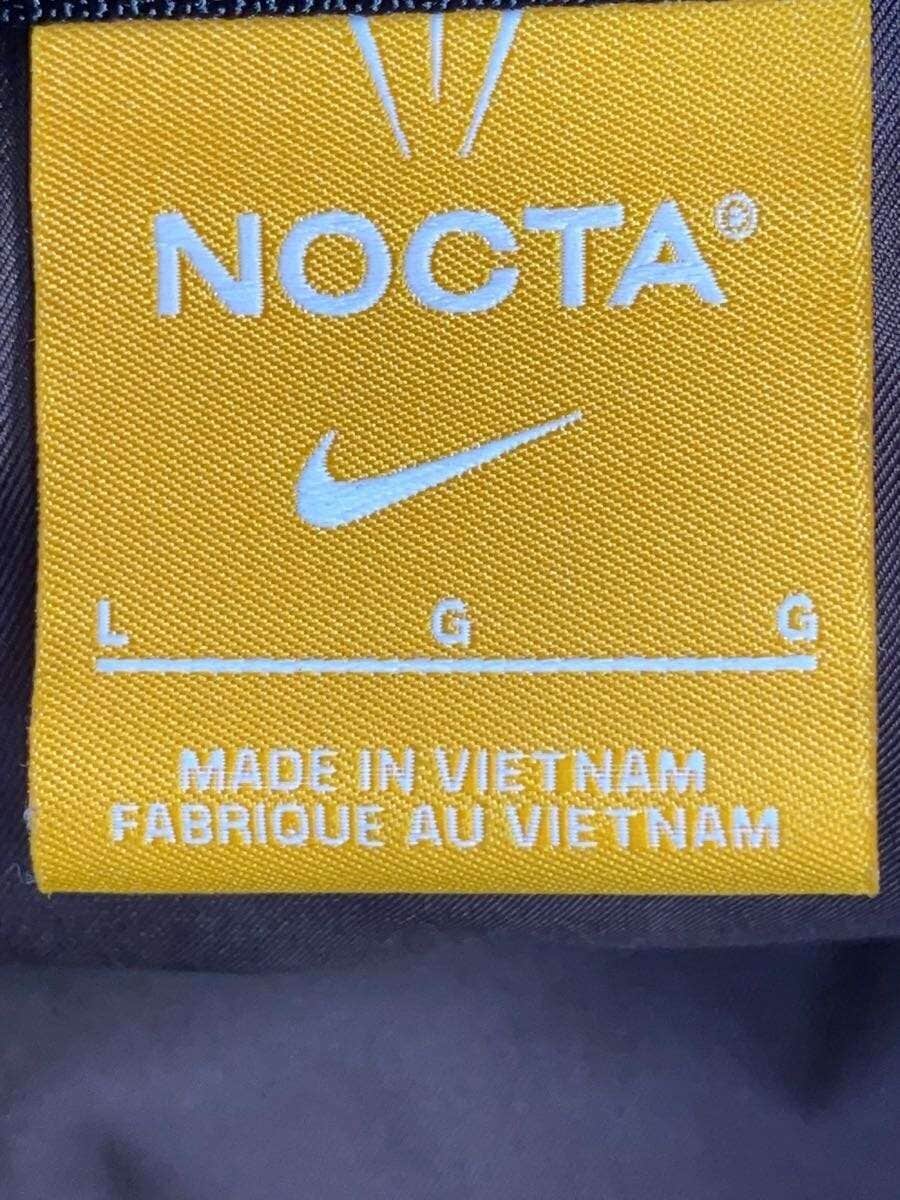 NOCTA®
L G G
MADE IN VIETNAM
FABRIQUE AU VIETNAM